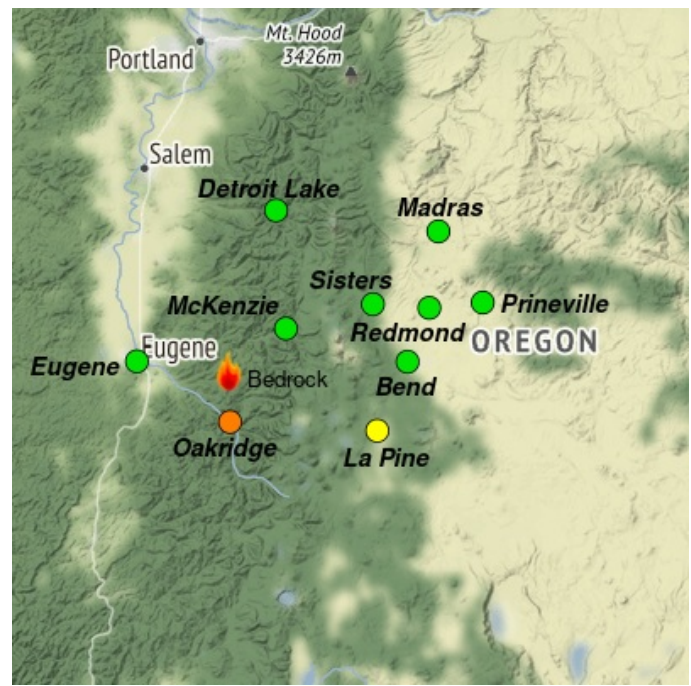 Mt. Hood
3426m
Portland
Salem
Detroit Lake
Madras
Sisters
McKenzie
Prineville
Redmond
OREGON
Eugene
Eugene
Bedrock
Bend
Oakridge
La Pine